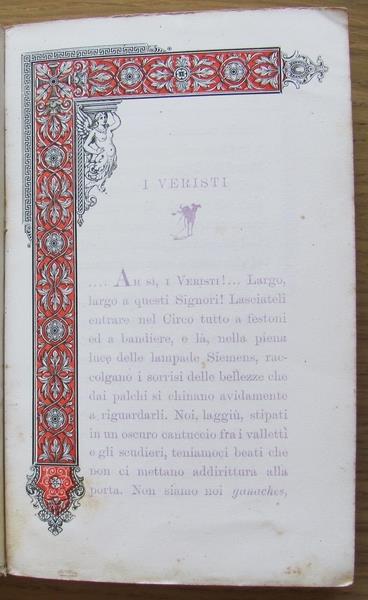 I VERISTI
.... AH SÌ, I VERISTI!... Largo,
largo a questi Signori! Lasciateli
entrare nel Circo tutto a festoni
ed a bandiere, e là, nella piena
luce delle lampade Siemens, rac-
colgano i sorrisi delle bellezze che
dai palchi si chinano avidamente
a riguardarli. Noi, laggiù, stipati
in un oscuro cantuccio fra i valletti
e gli scudieri, teniamoci beati che
non ci mettano addirittura alla
porta. Non siamo noi ganaches,